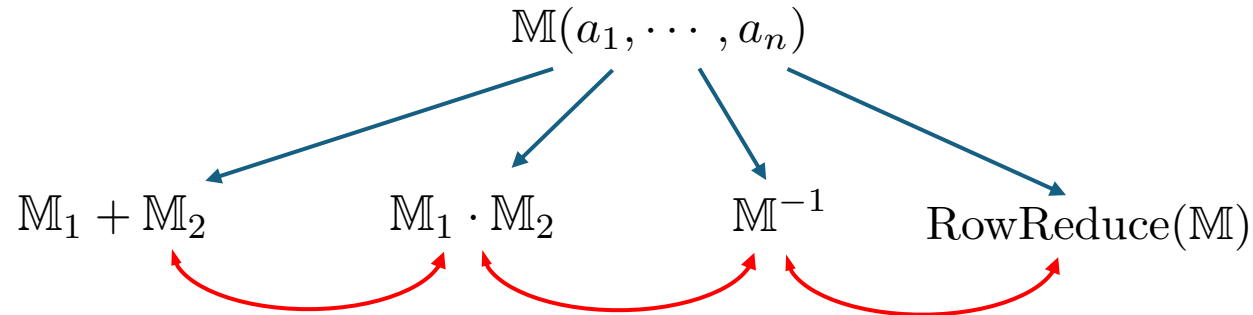 𝕄(a₁, ⋯ , aₙ)
𝕄₁ + 𝕄₂
𝕄₁ · 𝕄₂
𝕄⁻¹
RowReduce(𝕄)